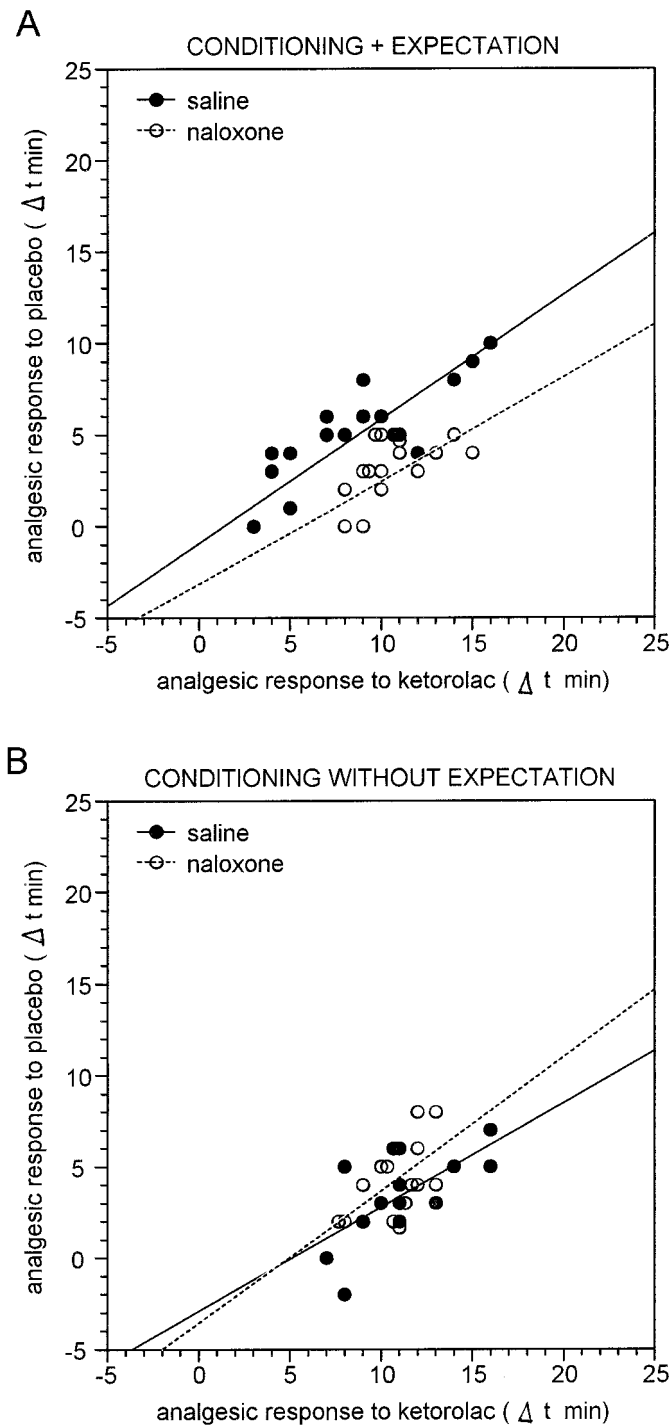 A
CONDITIONING + EXPECTATION
25
20
15
10
5
0
-5
saline
naloxone
analgesic response to placebo ( Δ t min)
-5 0 5 10 15 20 25
analgesic response to ketorolac ( Δ t min)
B
CONDITIONING WITHOUT EXPECTATION
25
20
15
10
5
0
-5
saline
naloxone
analgesic response to placebo ( Δ t min)
-5 0 5 10 15 20 25
analgesic response to ketorolac ( Δ t min)